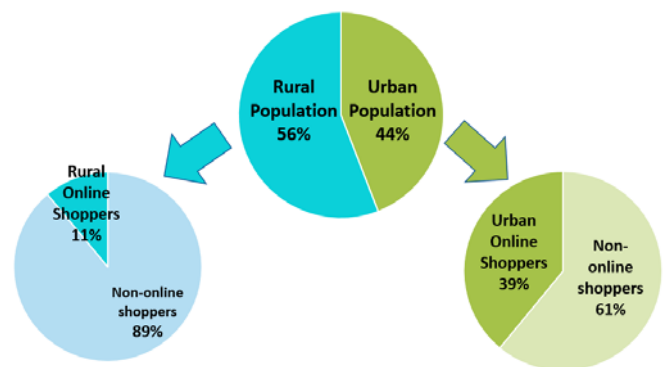 Rural
Population
56%
Urban
Population
44%
Rural
Online
Shoppers
11%
Non-online
shoppers
89%
Urban
Online
Shoppers
39%
Non-
online
shoppers
61%